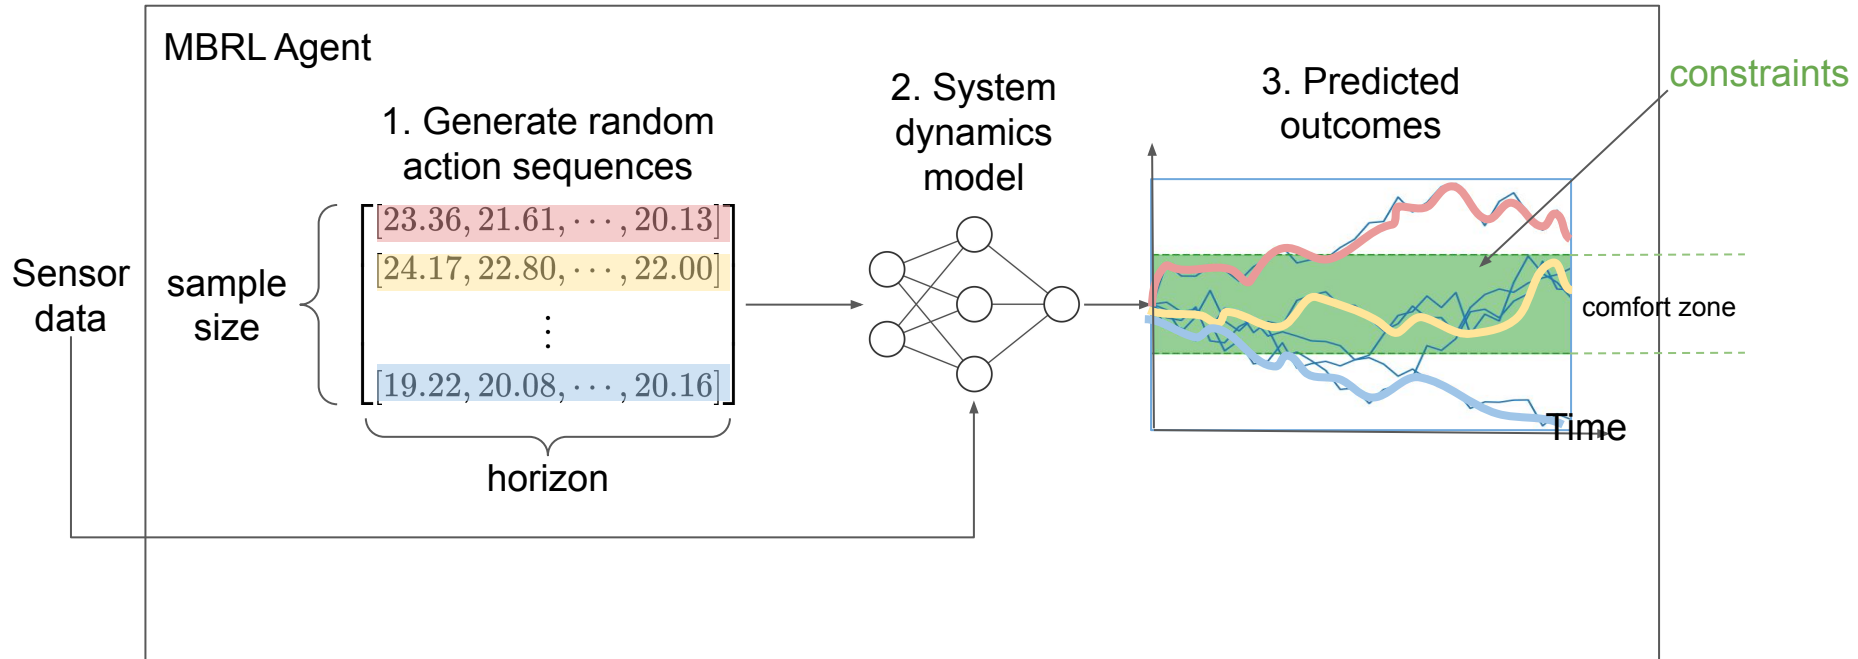 MBRL Agent
1. Generate random
action sequences
2. System
dynamics
model
3. Predicted
outcomes
constraints
Sensor
data
sample
size
[23.36, 21.61, ⋯ , 20.13]
[24.17, 22.80, ⋯ , 22.00]
⋮
[19.22, 20.08, ⋯ , 20.16]
horizon
comfort zone
Time